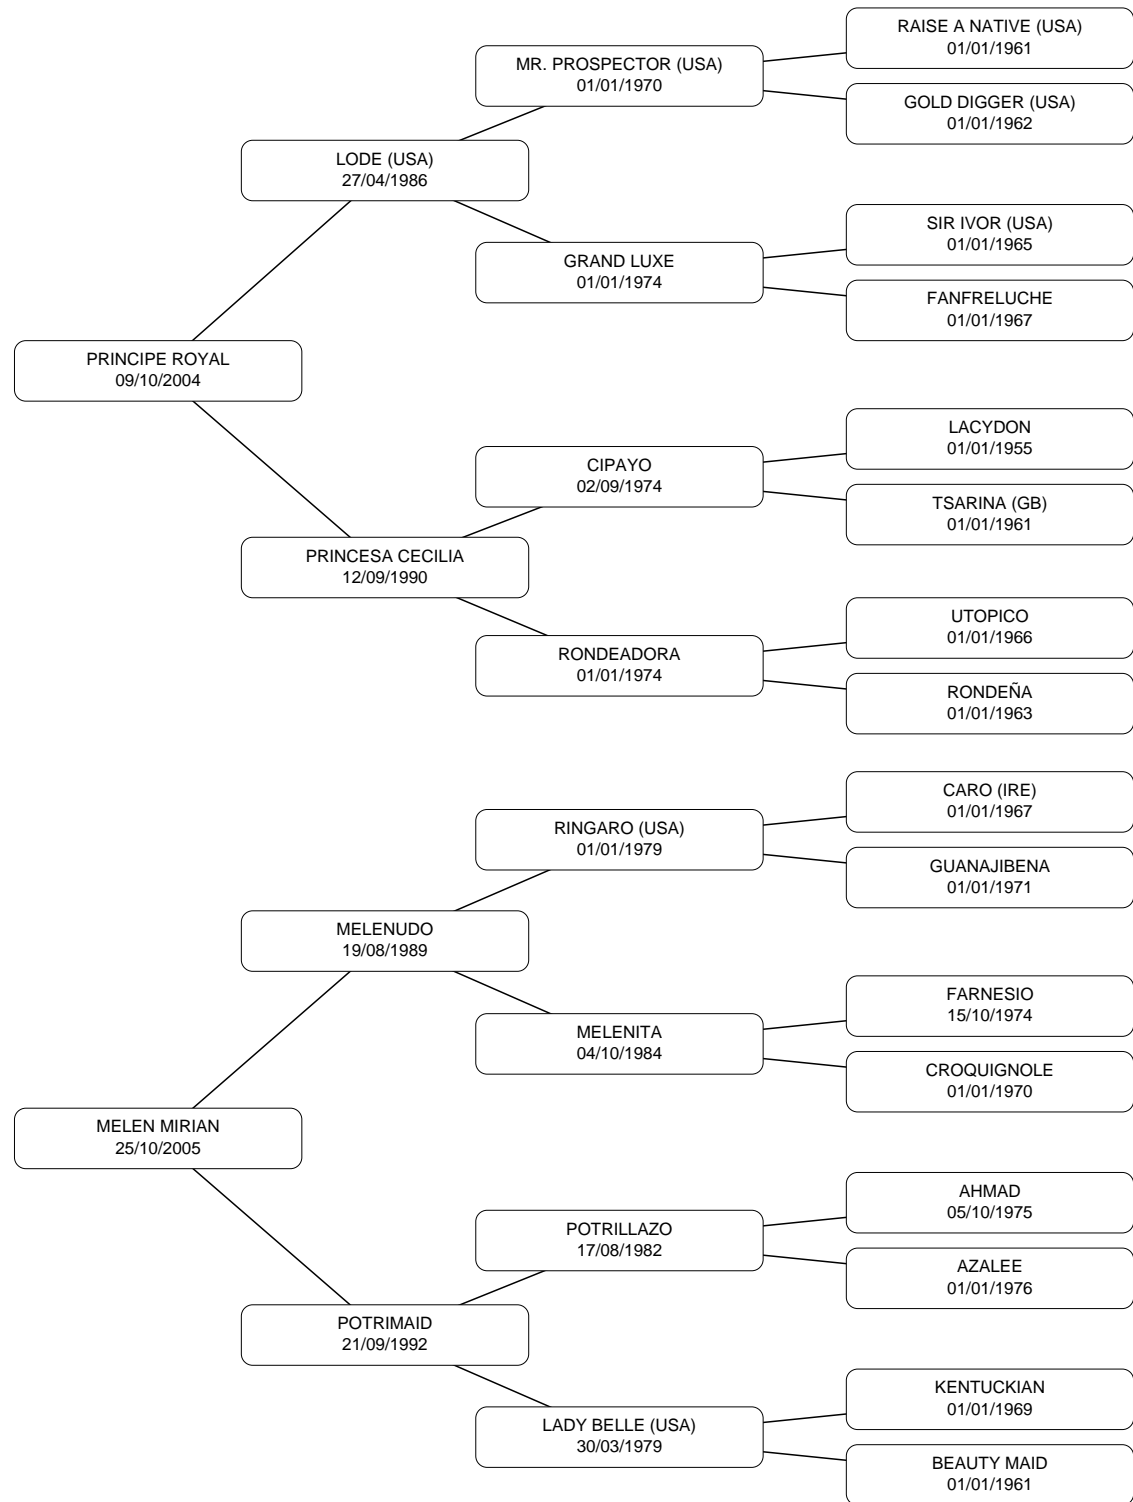 RAISE A NATIVE (USA)
01/01/1961
MR. PROSPECTOR (USA)
01/01/1970
GOLD DIGGER (USA)
01/01/1962
LODE (USA)
27/04/1986
SIR IVOR (USA)
01/01/1965
GRAND LUXE
01/01/1974
FANFRELUCHE
01/01/1967
PRINCIPE ROYAL
09/10/2004
LACYDON
01/01/1955
CIPAYO
02/09/1974
TSARINA (GB)
01/01/1961
PRINCESA CECILIA
12/09/1990
UTOPICO
01/01/1966
RONDEADORA
01/01/1974
RONDEÑA
01/01/1963
CARO (IRE)
01/01/1967
RINGARO (USA)
01/01/1979
GUANAJIBENA
01/01/1971
MELENUDO
19/08/1989
FARNESIO
15/10/1974
MELENITA
04/10/1984
CROQUIGNOLE
01/01/1970
MELEN MIRIAN
25/10/2005
AHMAD
05/10/1975
POTRILLAZO
17/08/1982
AZALEE
01/01/1976
POTRIMAID
21/09/1992
KENTUCKIAN
01/01/1969
LADY BELLE (USA)
30/03/1979
BEAUTY MAID
01/01/1961